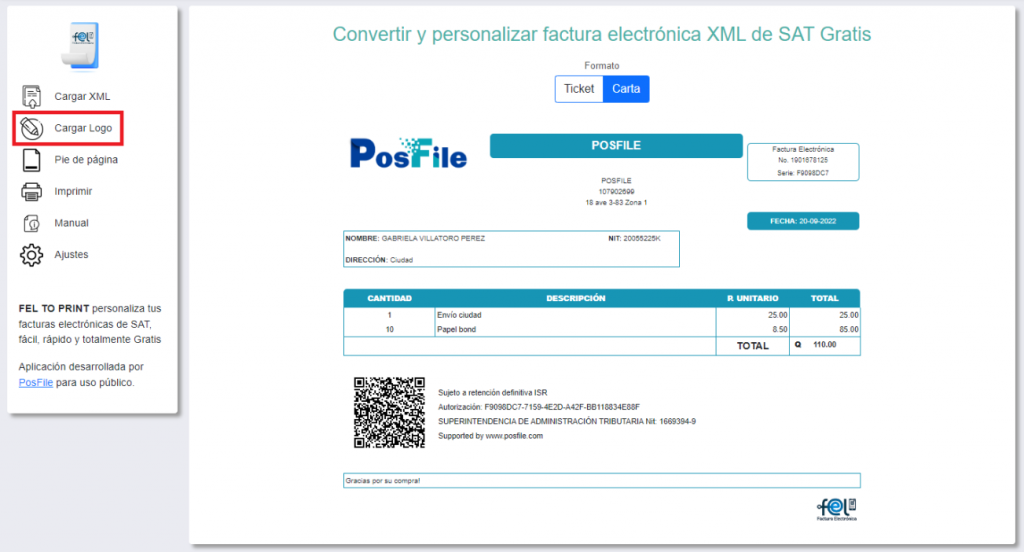 fel
Cargar XML
Cargar Logo
Pie de página
Imprimir
Manual
Ajustes
FEL TO PRINT personaliza tus
facturas electrónicas de SAT,
fácil, rápido y totalmente Gratis
Aplicación desarrollada por
PosFile para uso público.
Convertir y personalizar factura electrónica XML de SAT Gratis
Formato
Ticket Carta
PosFile
POSFILE
Factura Electrónica
No. 1901678125
Serie: F9098DC7
POSFILE
107902699
18 ave 3-83 Zona 1
FECHA: 20-09-2022
NOMBRE: GABRIELA VILLATORO PEREZ NIT: 20055225K
DIRECCIÓN: Ciudad
CANTIDAD DESCRIPCIÓN P. UNITARIO TOTAL
1 Envío ciudad 25.00 25.00
10 Papel bond 8.50 85.00
TOTAL Q 110.00
Sujeto a retención definitiva ISR
Autorización: F9098DC7-7159-4E2D-A42F-BB118834E88F
SUPERINTENDENCIA DE ADMINISTRACIÓN TRIBUTARIA Nit: 1669394-9
Supported by www.posfile.com
Gracias por su compra!
fel
Factura Electrónica